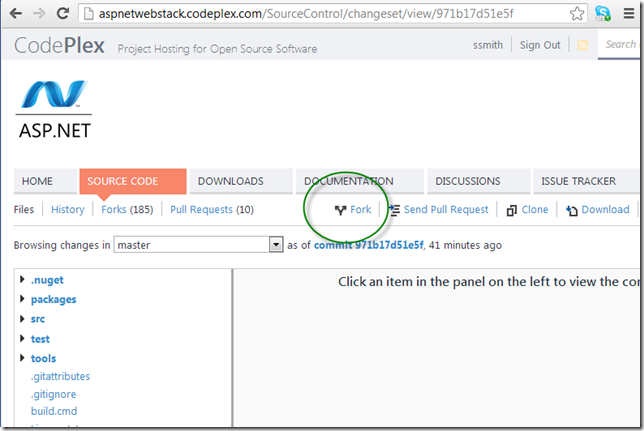 aspnetwebstack.codeplex.com/SourceControl/changeset/view/971b17d51e5f
CodePlex Project Hosting for Open Source Software
ssmith Sign Out Search
ASP.NET
HOME SOURCE CODE DOWNLOADS DOCUMENTATION DISCUSSIONS ISSUE TRACKER
Files History Forks (185) Pull Requests (10) Fork Send Pull Request Clone Download
Browsing changes in master as of commit 971b17d51e5f, 41 minutes ago
.nuget
Click an item in the panel on the left to view the
packages
src
test
tools
.gitattributes
.gitignore
build.cmd